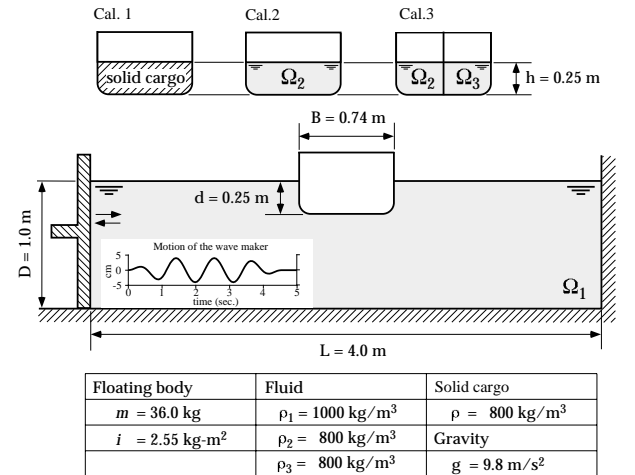 Cal. 1 Cal.2 Cal.3
solid cargo Ω2 Ω2 Ω3 h = 0.25 m
B = 0.74 m
d = 0.25 m
D = 1.0 m
Motion of the wave maker
cm
5
0
-5
0 1 2 3 4 5
time (sec.)
Ω1
L = 4.0 m
Floating body Fluid Solid cargo
m = 36.0 kg ρ1 = 1000 kg/m³ ρ = 800 kg/m³
i = 2.55 kg-m² ρ2 = 800 kg/m³ Gravity
ρ3 = 800 kg/m³ g = 9.8 m/s²